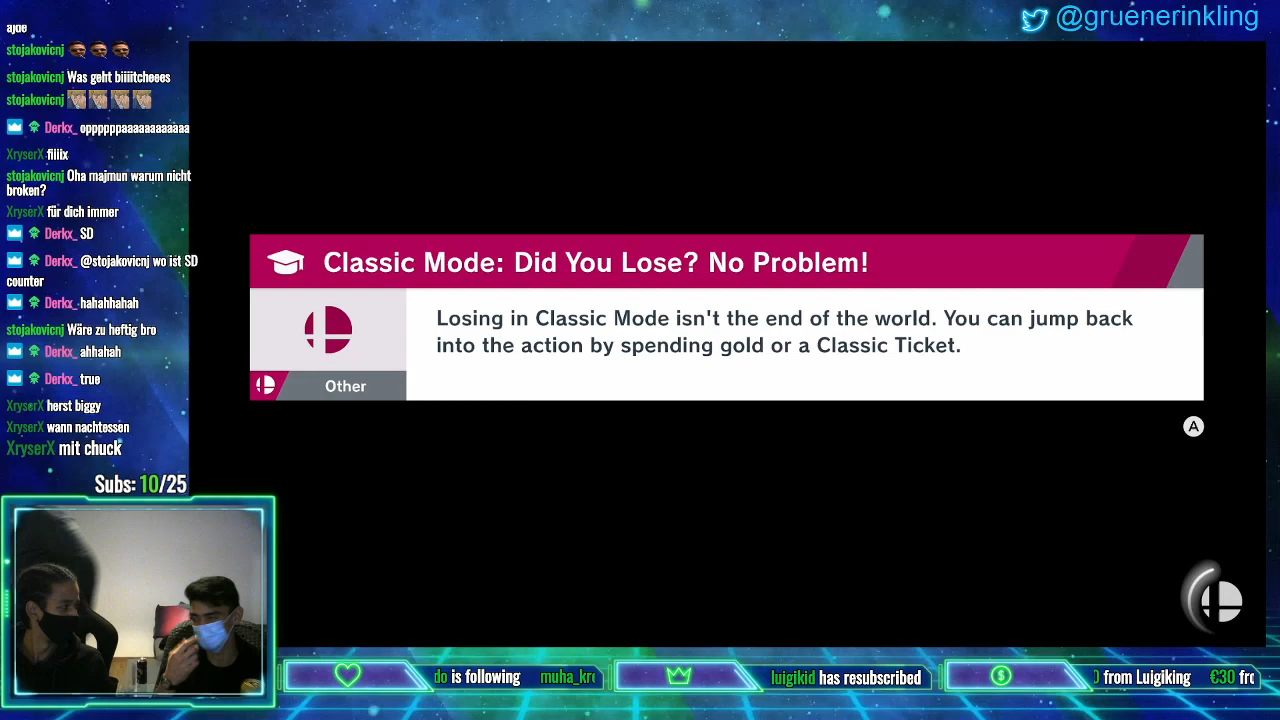 ajoe
stojakovicnj
stojakovicnj Was geht biiiitcheees
stojakovicnj
Derkx_ oppppppaaaaaaaaaaaa
XryserX fiiiix
stojakovicnj Oha majmun warum nicht
broken?
XryserX für dich immer
Derkx_ SD
Derkx_ @stojakovicnj wo ist SD
counter
Derkx_ hahahhahah
stojakovicnj Wäre zu heftig bro
Derkx_ ahhahah
Derkx_ true
XryserX herst biggy
XryserX wann nachtessen
XryserX mit chuck
Subs: 10/25
@gruenerinkling
Classic Mode: Did You Lose? No Problem!
Losing in Classic Mode isn't the end of the world. You can jump back
into the action by spending gold or a Classic Ticket.
Other
A
do is following muha_kr
luigikid has resubscribed
from Luigiking €30 fr